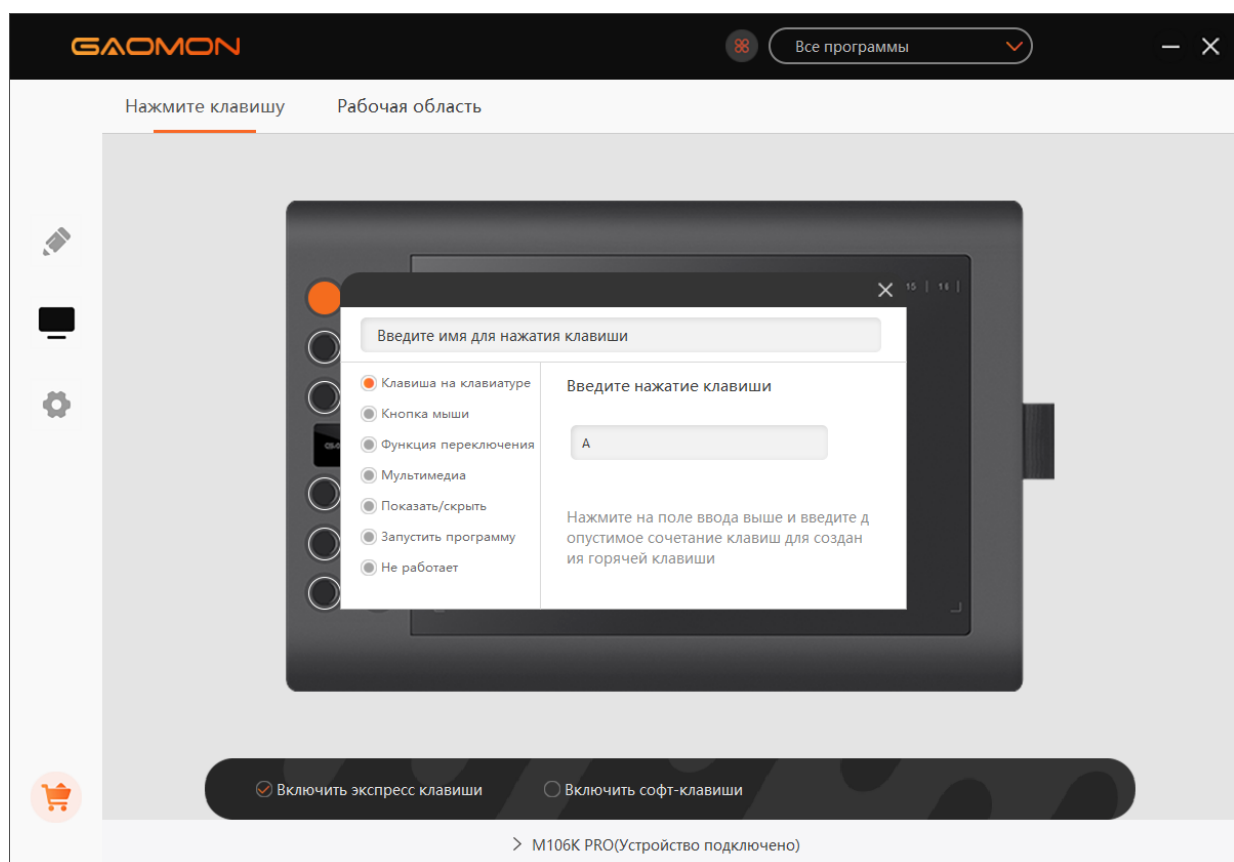 GAOMON
Все программы
Нажмите клавишу
Рабочая область
15 | 16 |
Введите имя для нажатия клавиши
Клавиша на клавиатуре
Кнопка мыши
Функция переключения
Мультимедиа
Показать/скрыть
Запустить программу
Не работает
Введите нажатие клавиши
A
Нажмите на поле ввода выше и введите д
опустимое сочетание клавиш для создан
ия горячей клавиши
Включить экспресс клавиши
Включить софт-клавиши
M106K PRO(Устройство подключено)